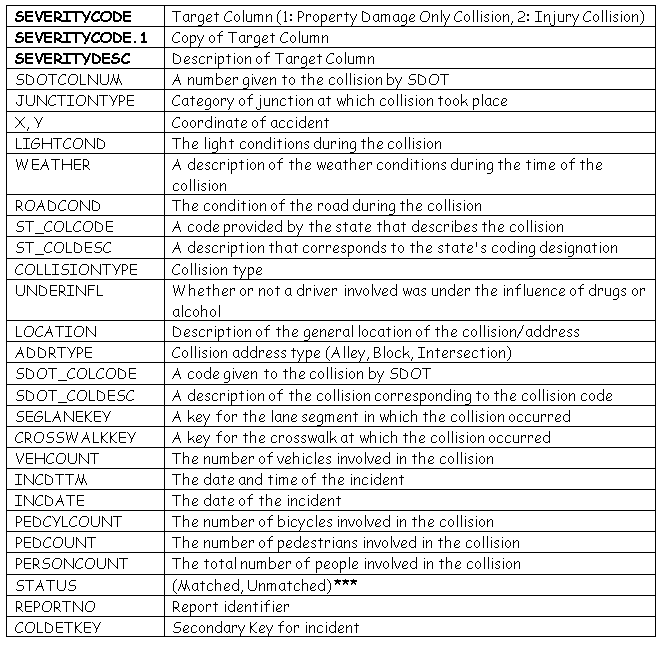 SEVERITYCODE Target Column (1: Property Damage Only Collision, 2: Injury Collision)
SEVERITYCODE.1 Copy of Target Column
SEVERITYDESC Description of Target Column
SDOTCOLNUM A number given to the collision by SDOT
JUNCTIONTYPE Category of junction at which collision took place
X, Y Coordinate of accident
LIGHTCOND The light conditions during the collision
WEATHER A description of the weather conditions during the time of the
collision
ROADCOND The condition of the road during the collision
ST_COLCODE A code provided by the state that describes the collision
ST_COLDESC A description that corresponds to the state's coding designation
COLLISIONTYPE Collision type
UNDERINFL Whether or not a driver involved was under the influence of drugs or
alcohol
LOCATION Description of the general location of the collision/address
ADDRTYPE Collision address type (Alley, Block, Intersection)
SDOT_COLCODE A code given to the collision by SDOT
SDOT_COLDESC A description of the collision corresponding to the collision code
SEGLANEKEY A key for the lane segment in which the collision occurred
CROSSWALKKEY A key for the crosswalk at which the collision occurred
VEHCOUNT The number of vehicles involved in the collision
INCDTTM The date and time of the incident
INCDATE The date of the incident
PEDCYLCOUNT The number of bicycles involved in the collision
PEDCOUNT The number of pedestrians involved in the collision
PERSONCOUNT The total number of people involved in the collision
STATUS (Matched, Unmatched)***
REPORTNO Report identifier
COLDETKEY Secondary Key for incident